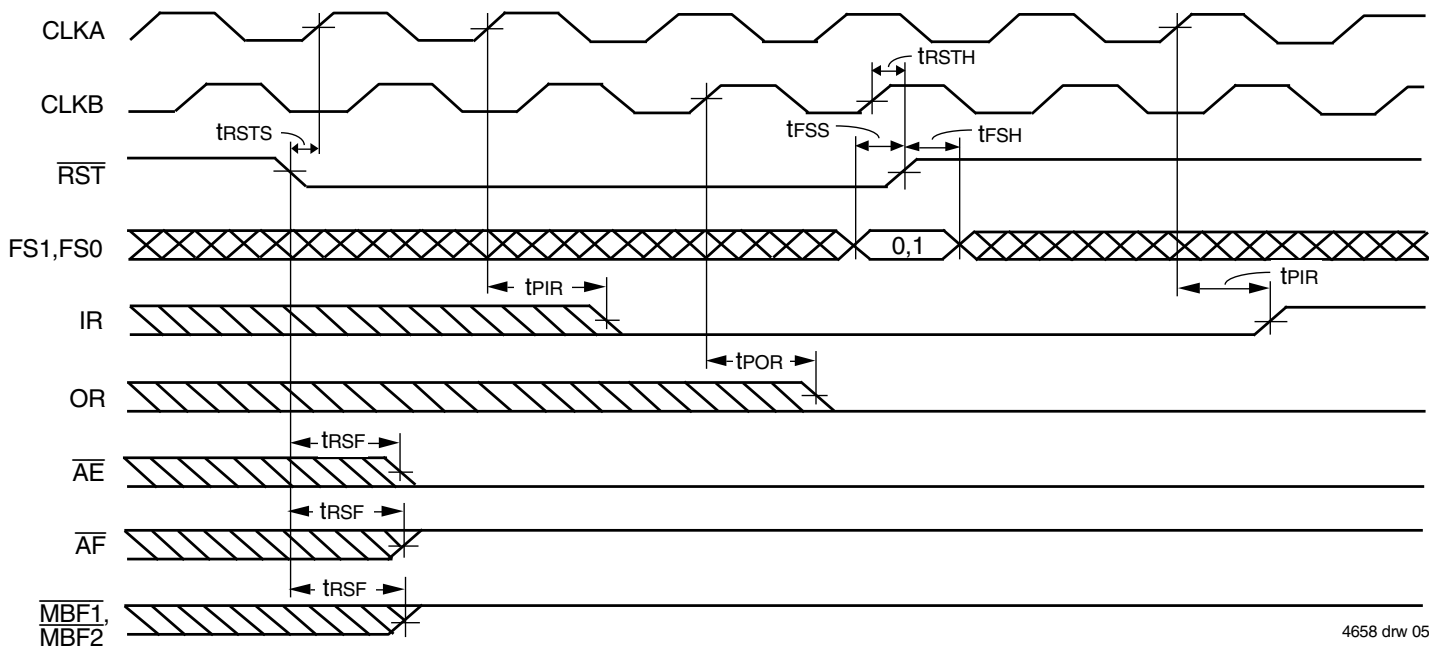 CLKA
tRSTH
CLKB
tRSTS
tFSS
tFSH
RST
FS1,FS0
0,1
tPIR
tPIR
IR
tPOR
OR
tRSF
AE
tRSF
AF
tRSF
MBF1,
MBF2
4658 drw 05